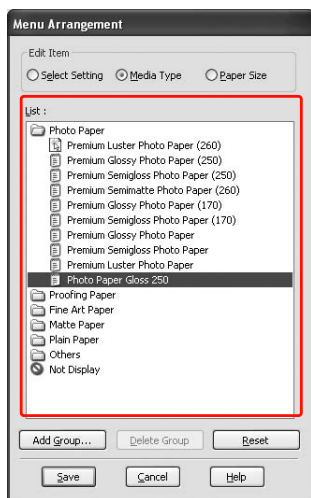 Menu Arrangement
Edit Item
Select Setting Media Type Paper Size
List :
Photo Paper
Premium Luster Photo Paper (260)
Premium Glossy Photo Paper (250)
Premium Semigloss Photo Paper (250)
Premium Semimatte Photo Paper (260)
Premium Glossy Photo Paper (170)
Premium Semigloss Photo Paper (170)
Premium Glossy Photo Paper
Premium Semigloss Photo Paper
Premium Luster Photo Paper
Photo Paper Gloss 250
Proofing Paper
Fine Art Paper
Matte Paper
Plain Paper
Others
Not Display
Add Group... Delete Group Reset
Save Cancel Help